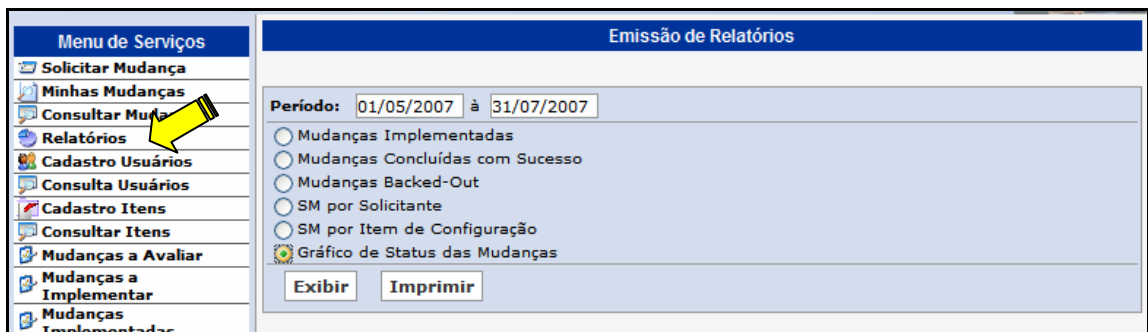 Menu de Serviços
Solicitar Mudança
Minhas Mudanças
Consultar
Relatórios
Cadastro Usuários
Consulta Usuários
Cadastro Itens
Consultar Itens
Mudanças a Avaliar
Mudanças a
Implementar
Mudanças
Implementadas
Emissão de Relatórios
Período: 01/05/2007 à 31/07/2007
Mudanças Implementadas
Mudanças Concluídas com Sucesso
Mudanças Backed-Out
SM por Solicitante
SM por Item de Configuração
Gráfico de Status das Mudanças
Exibir Imprimir